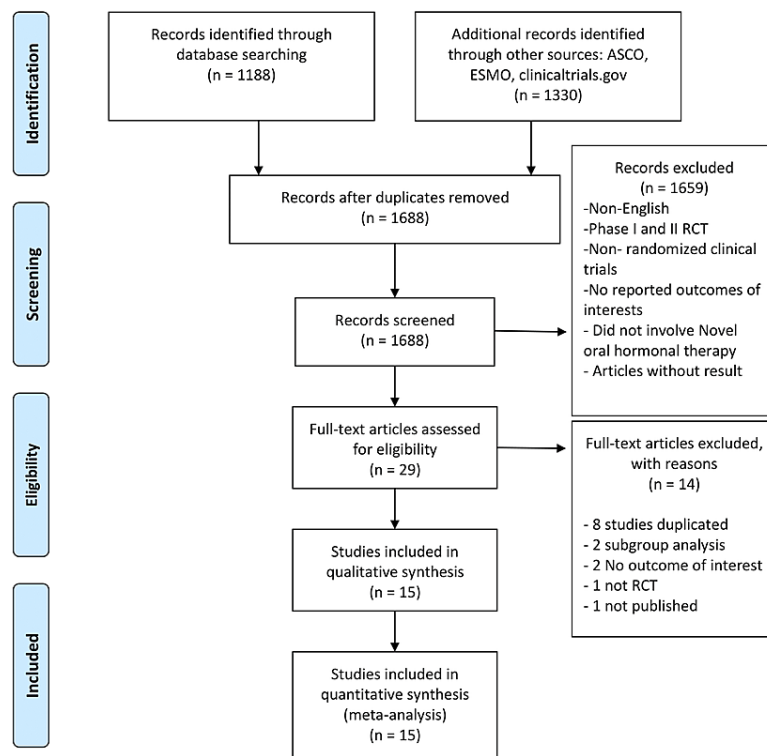 Identification
Records identified through
database searching
(n = 1188)
Additional records identified
through other sources: ASCO,
ESMO, clinicaltrials.gov
(n = 1330)
Records after duplicates removed
(n = 1688)
Screening
Records screened
(n = 1688)
Records excluded
(n = 1659)
-Non-English
-Phase I and II RCT
-Non- randomized clinical
trials
-No reported outcomes of
interests
- Did not involve Novel
oral hormonal therapy
- Articles without result
Eligibility
Full-text articles assessed
for eligibility
(n = 29)
Full-text articles excluded,
with reasons
(n = 14)
- 8 studies duplicated
- 2 subgroup analysis
- 2 No outcome of interest
- 1 not RCT
- 1 not published
Studies included in
qualitative synthesis
(n = 15)
Included
Studies included in
quantitative synthesis
(meta-analysis)
(n = 15)